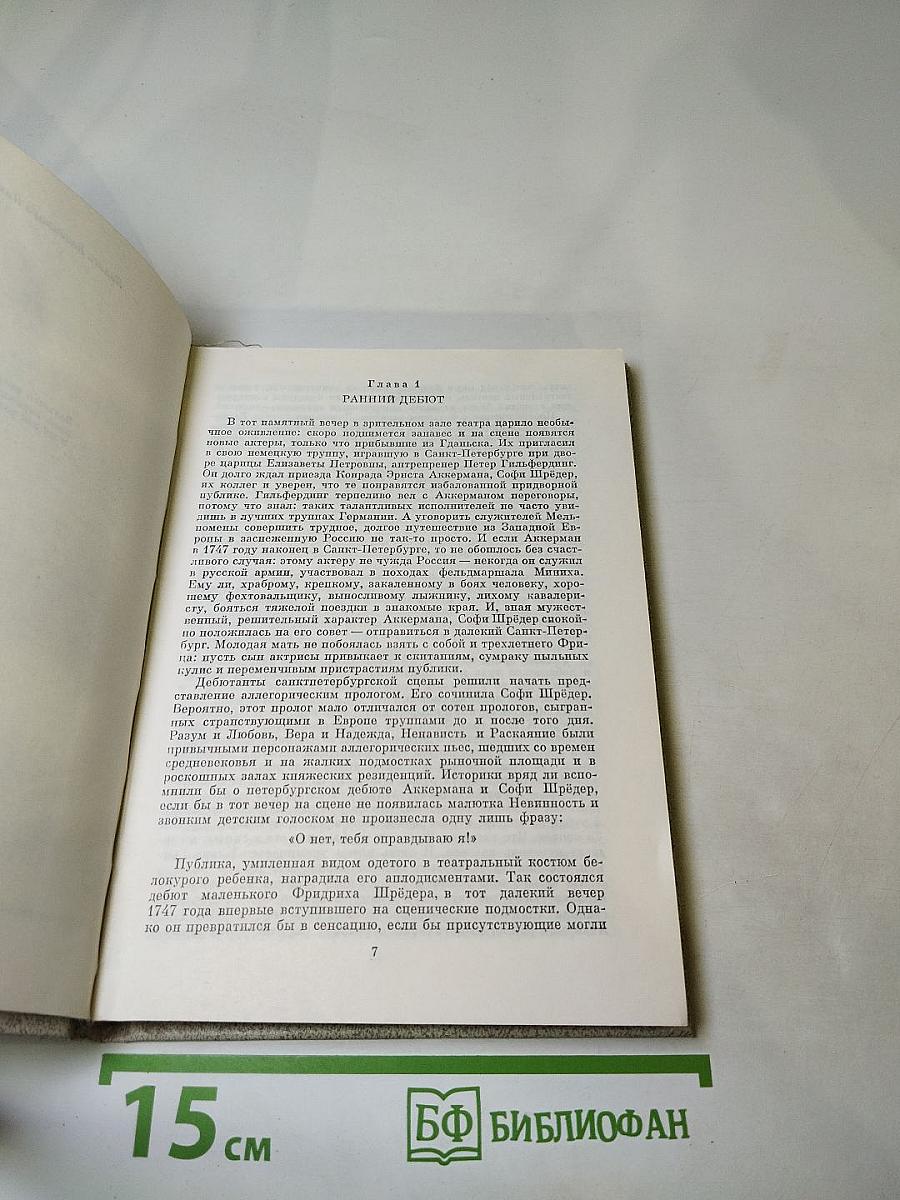 Глава 1
РАННИЙ ДЕБЮТ
В тот памятный вечер в зрительном зале театра царило необы-
чное оживление: скоро поднимется занавес и на сцене появятся
новые актеры, только что прибывшие из Гданьска. Их пригласил
в свою немецкую труппу, игравшую в Санкт-Петербурге при дво-
ре царицы Елизаветы Петровны, антрепренер Петер Гильфердинг.
Он долго ждал приезда Конрада Эрнста Аккермана, Софи Шрёдер,
их коллег и уверен, что те понравятся избалованной придворной
публике. Гильфердинг терпеливо вел с Аккерманом переговоры,
потому что знал: таких талантливых исполнителей не часто уви-
дишь в лучших труппах Германии. А уговорить служителей Мель-
помены совершить трудное, долгое путешествие из Западной Ев-
ропы в заснеженную Россию не так-то просто. И если Аккерман
в 1747 году наконец в Санкт-Петербурге, то не обошлось без счаст-
ливого случая: этому актеру не чужда Россия — некогда он служил
в русской армии, участвовал в походах фельдмаршала Миниха.
Ему ли, храброму, крепкому, закаленному в боях человеку, хоро-
шему фехтовальщику, выносливому лыжнику, лихому кавалери-
сту, бояться тяжелой поездки в знакомые края. И, зная мужест-
венный, решительный характер Аккермана, Софи Шрёдер спокой-
но положилась на его совет — отправиться в далекий Санкт-Петер-
бург. Молодая мать не побоялась взять с собой и трехлетнего Фри-
ца: пусть сын актрисы привыкает к скитаниям, сумраку пыльных
кулис и переменчивым пристрастиям публики.
Дебютанты санктпетербургской сцены решили начать пред-
ставление аллегорическим прологом. Его сочинила Софи Шрёдер.
Вероятно, этот пролог мало отличался от сотен прологов, сыгран-
ных странствующими в Европе труппами до и после того дня.
Разум и Любовь, Вера и Надежда, Ненависть и Раскаяние были
привычными персонажами аллегорических пьес, шедших со времен
средневековья и на жалких подмостках рыночной площади и в
роскошных залах княжеских резиденций. Историки вряд ли вспо-
мнили бы о петербургском дебюте Аккермана и Софи Шрёдер,
если бы в тот вечер на сцене не появилась малютка Невинность и
звонким детским голоском не произнесла одну лишь фразу:
«О нет, тебя оправдываю я!»
Публика, умиленная видом одетого в театральный костюм бе-
локурого ребенка, наградила его аплодисментами. Так состоялся
дебют маленького Фридриха Шрёдера, в тот далекий вечер
1747 года впервые вступившего на сценические подмостки. Одна-
ко он превратился бы в сенсацию, если бы присутствующие могли
7
15 см
БФ БИБЛИОФАН